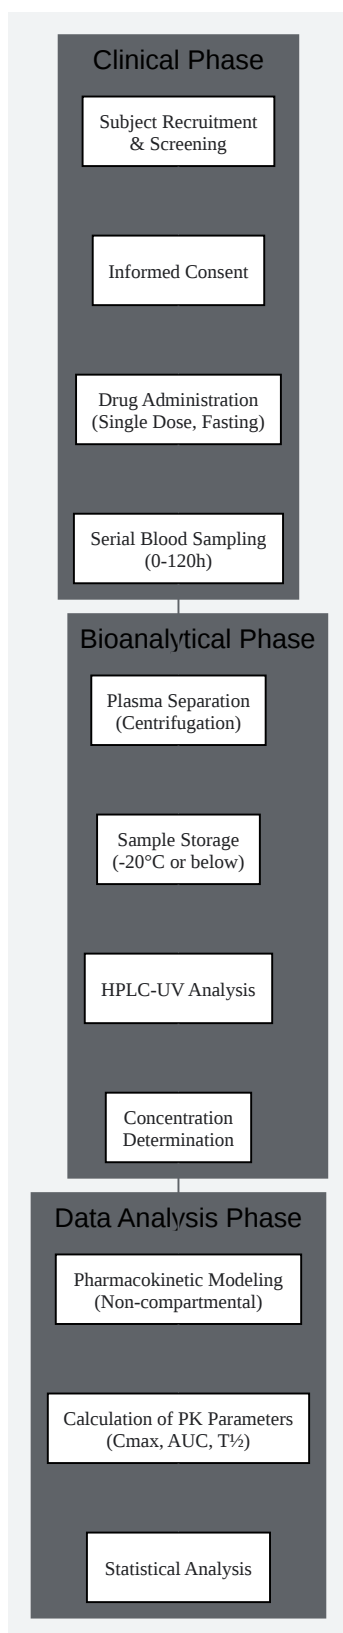 Clinical Phase
Subject Recruitment
& Screening
Informed Consent
Drug Administration
(Single Dose, Fasting)
Serial Blood Sampling
(0-120h)
Bioanalytical Phase
Plasma Separation
(Centrifugation)
Sample Storage
(-20°C or below)
HPLC-UV Analysis
Concentration
Determination
Data Analysis Phase
Pharmacokinetic Modeling
(Non-compartmental)
Calculation of PK Parameters
(Cmax, AUC, T½)
Statistical Analysis